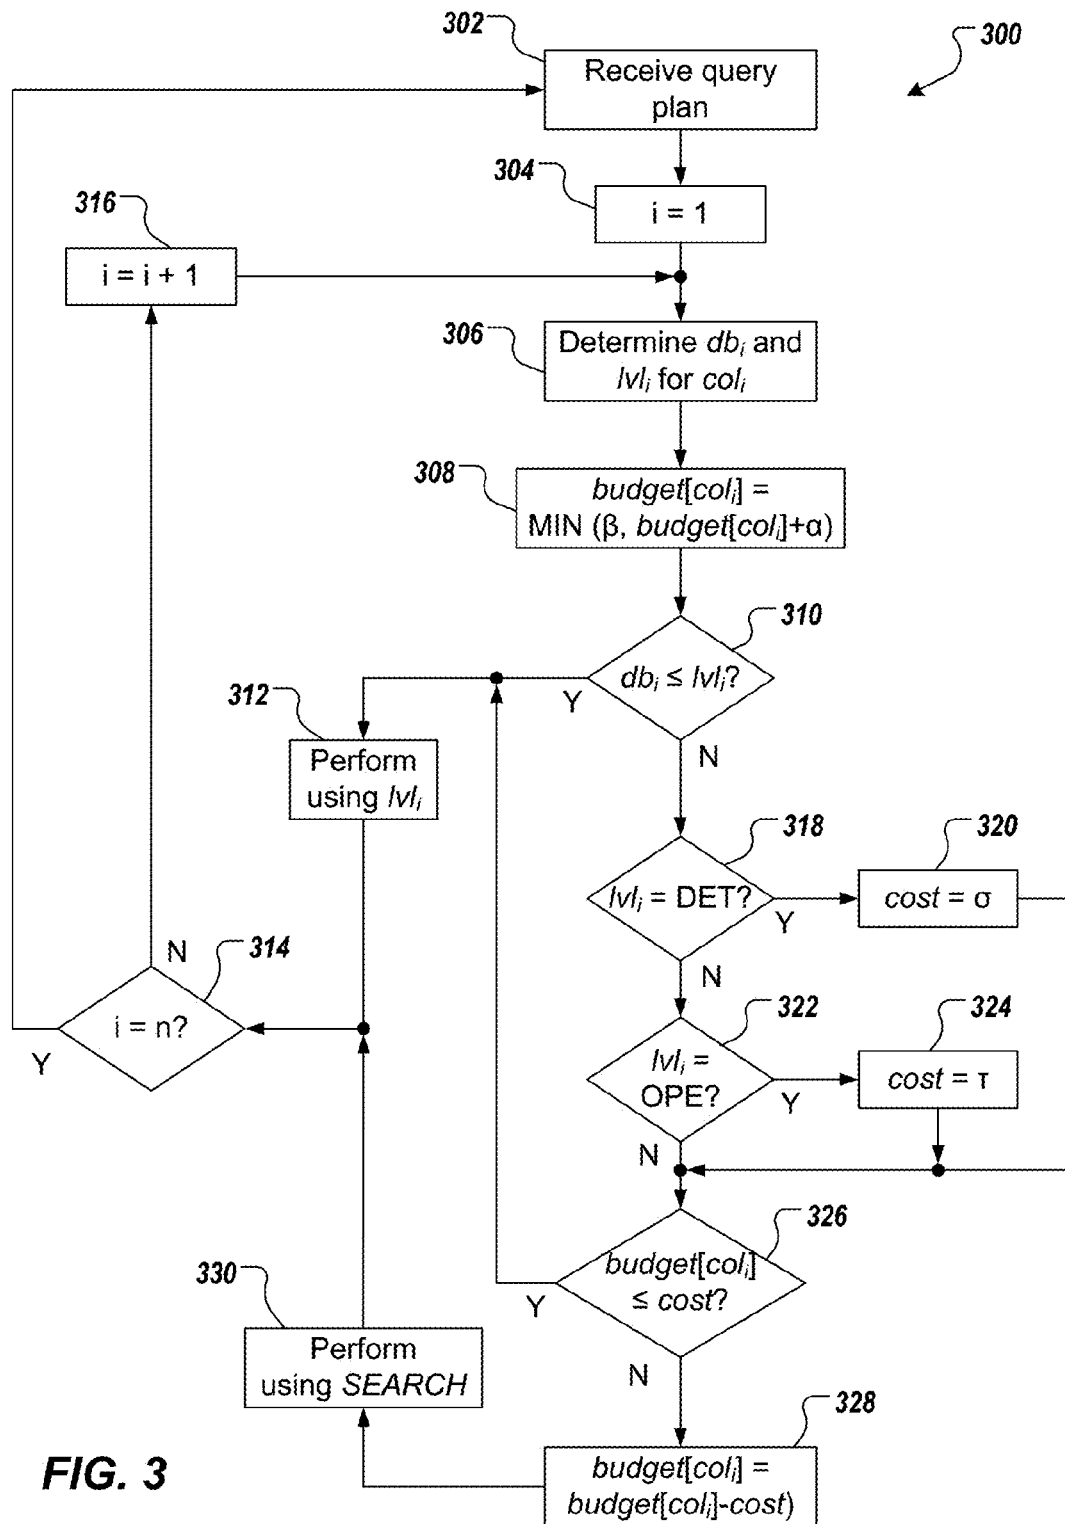 302
300
Receive query
plan
304
i = 1
316
i = i + 1
306
Determine dbᵢ and
lvlᵢ for colᵢ
308
budget[colᵢ] =
MIN (β, budget[colᵢ]+α)
310
dbᵢ ≤ lvlᵢ?
Y
N
312
Perform
using lvlᵢ
318
lvlᵢ = DET?
Y
N
320
cost = σ
314
i = n?
N
Y
322
lvlᵢ =
OPE?
Y
N
324
cost = τ
326
budget[colᵢ]
≤ cost?
Y
N
330
Perform
using SEARCH
328
budget[colᵢ] =
budget[colᵢ]-cost)
FIG. 3